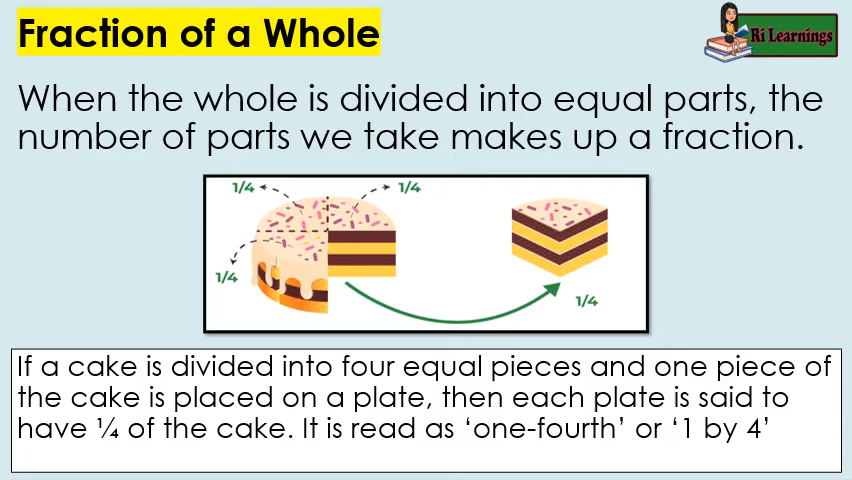 Fraction of a Whole
Ri Learnings
When the whole is divided into equal parts, the
number of parts we take makes up a fraction.
1/4
1/4
1/4
1/4
If a cake is divided into four equal pieces and one piece of
the cake is placed on a plate, then each plate is said to
have ¼ of the cake. It is read as ‘one-fourth’ or ‘1 by 4’